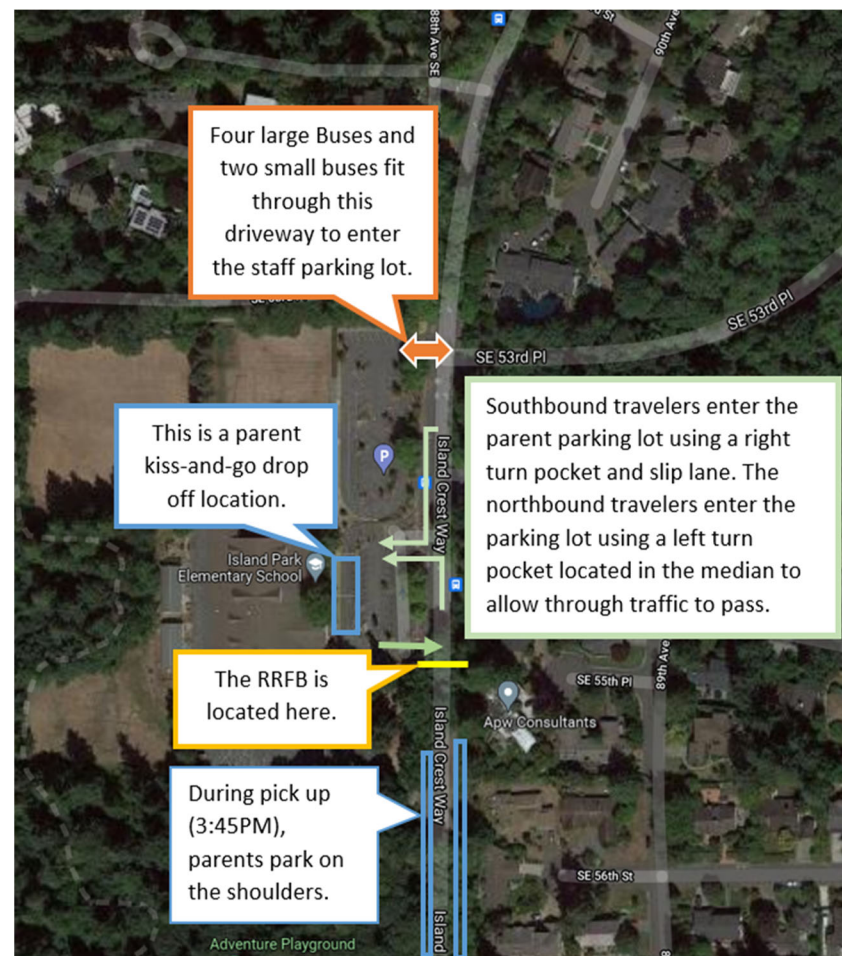 88th Ave SE
90th Ave
Four large Buses and
two small buses fit
through this
driveway to enter
the staff parking lot.
SE 53rd Pl
SE 53rd Pl
This is a parent
kiss-and-go drop
off location.
P
Island Crest Way
Southbound travelers enter the
parent parking lot using a right
turn pocket and slip lane. The
northbound travelers enter the
parking lot using a left turn
pocket located in the median to
allow through traffic to pass.
Island Park
Elementary School
The RRFB is
located here.
SE 55th Pl
89th Ave
Apw Consultants
Island Crest Way
During pick up
(3:45PM),
parents park on
the shoulders.
SE 56th St
Island
Adventure Playground